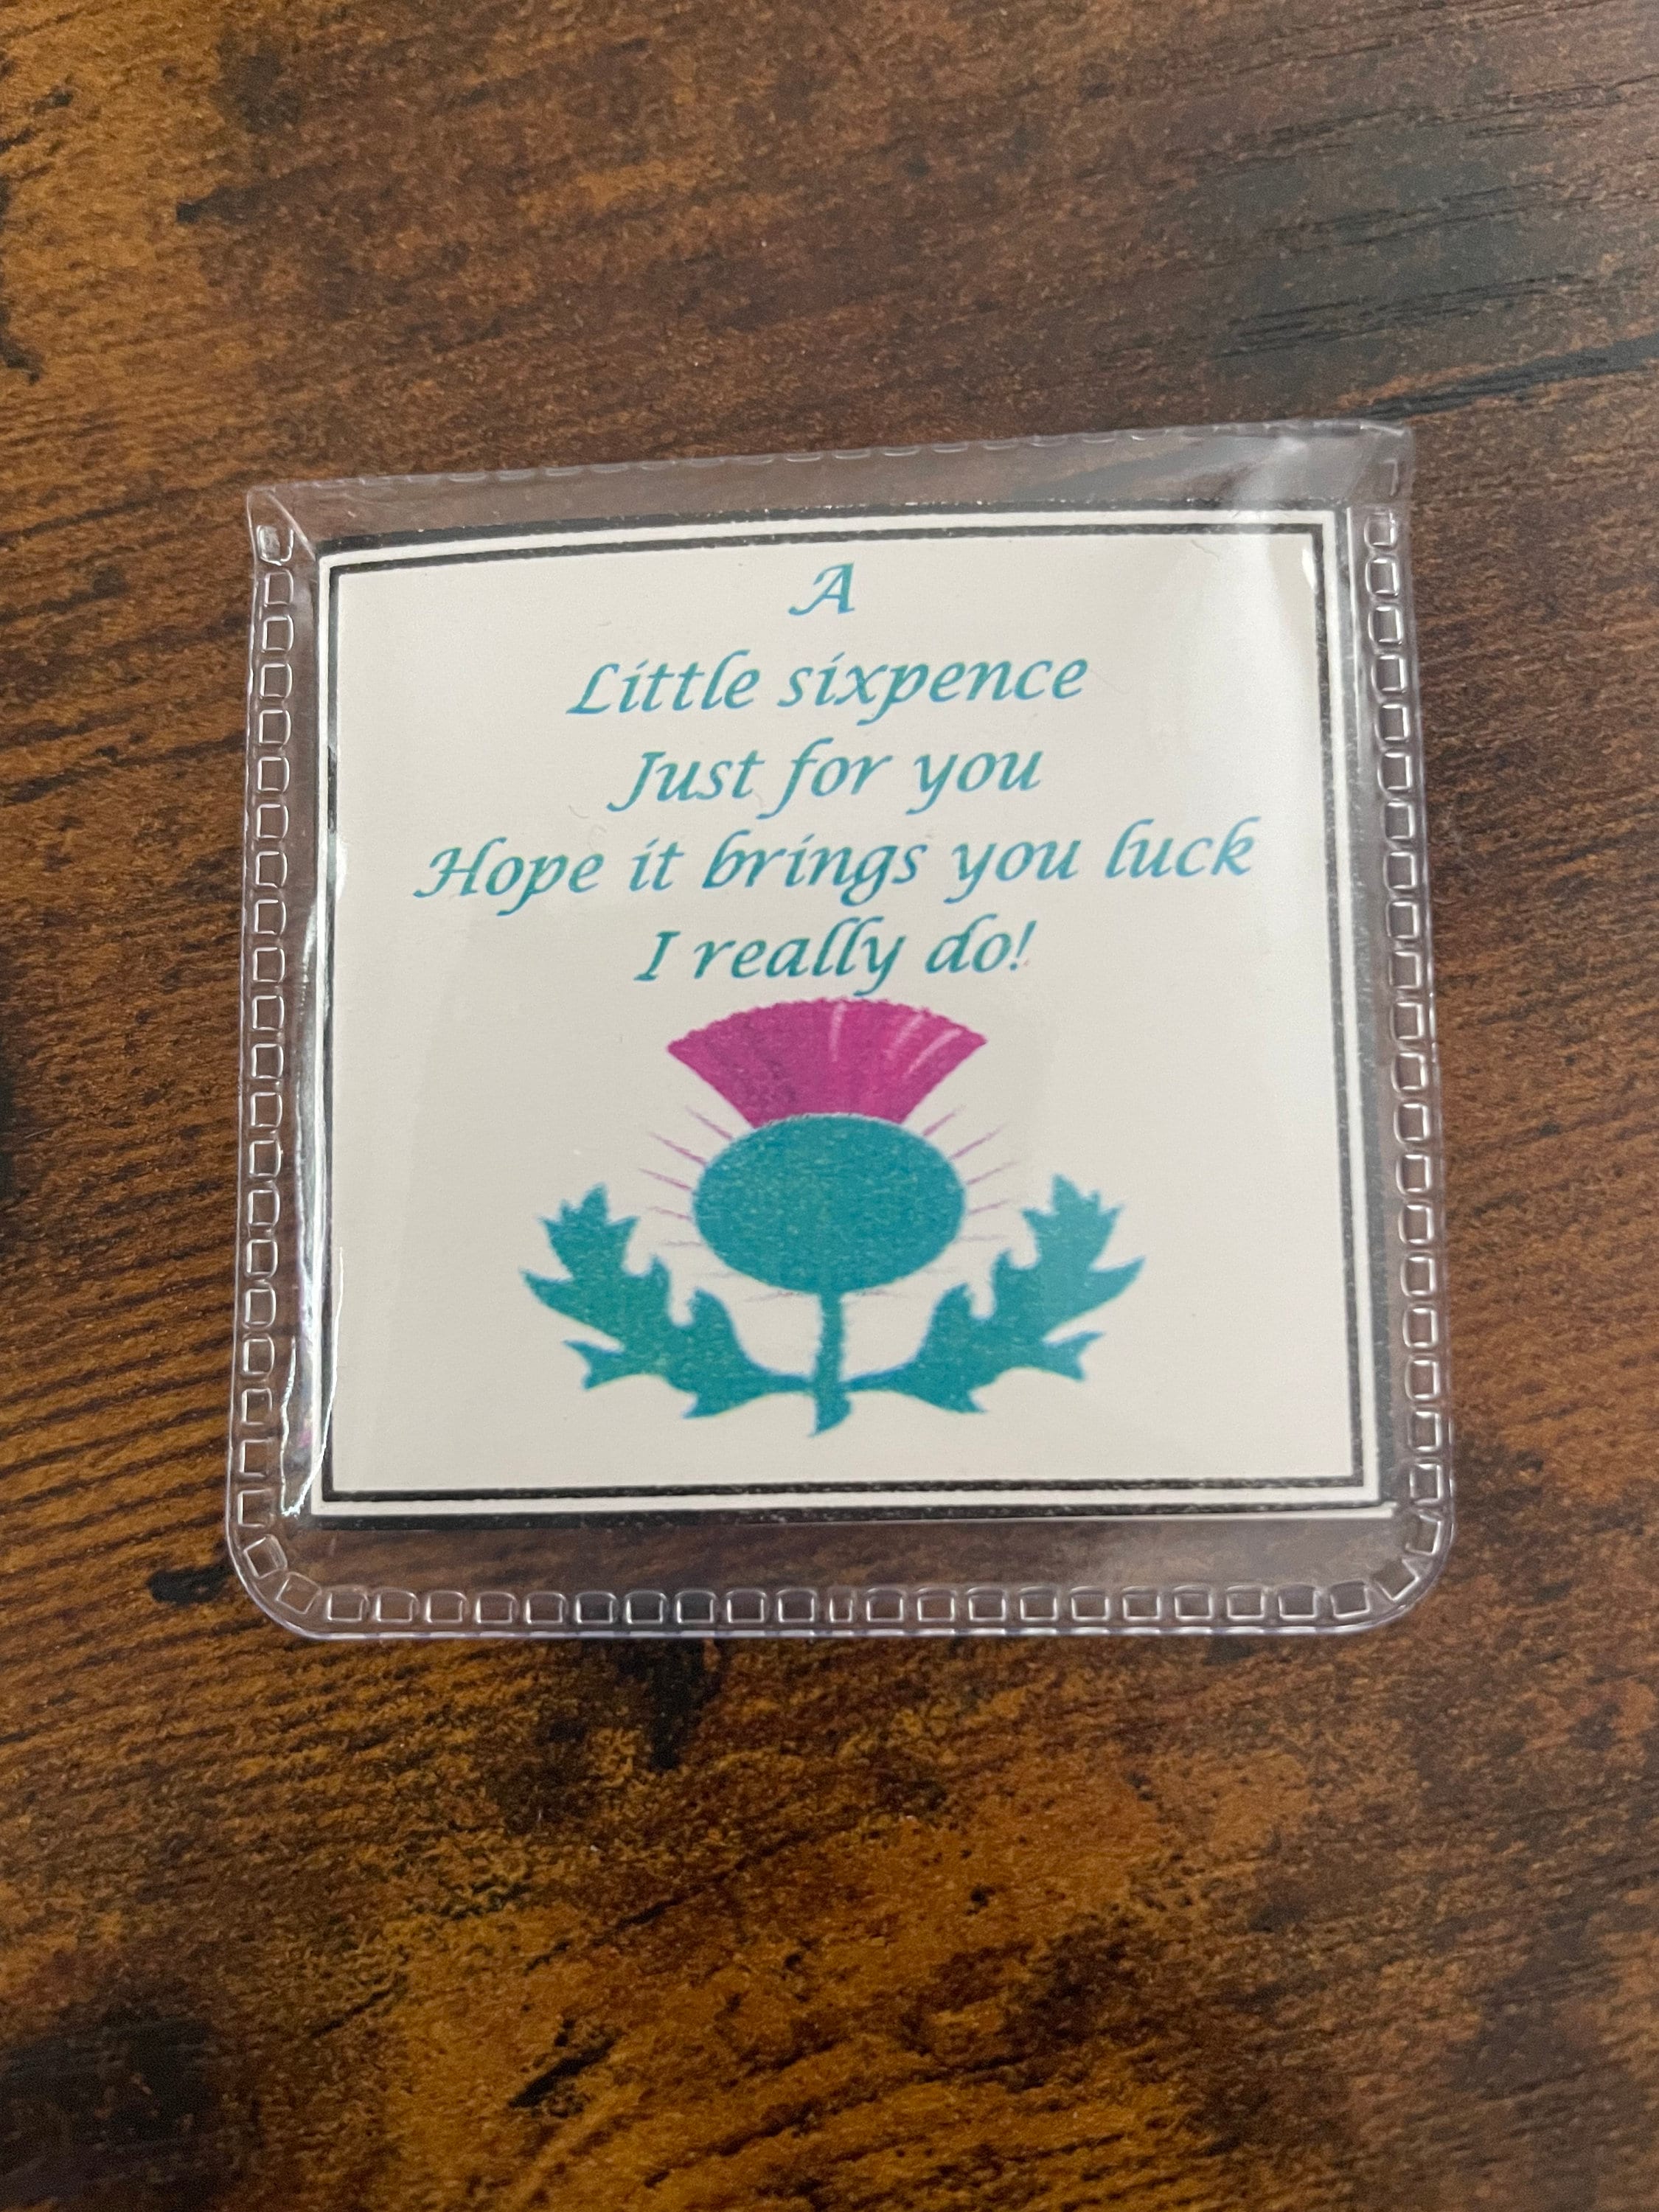 A
Little sixpence
Just for you
Hope it brings you luck
I really do!